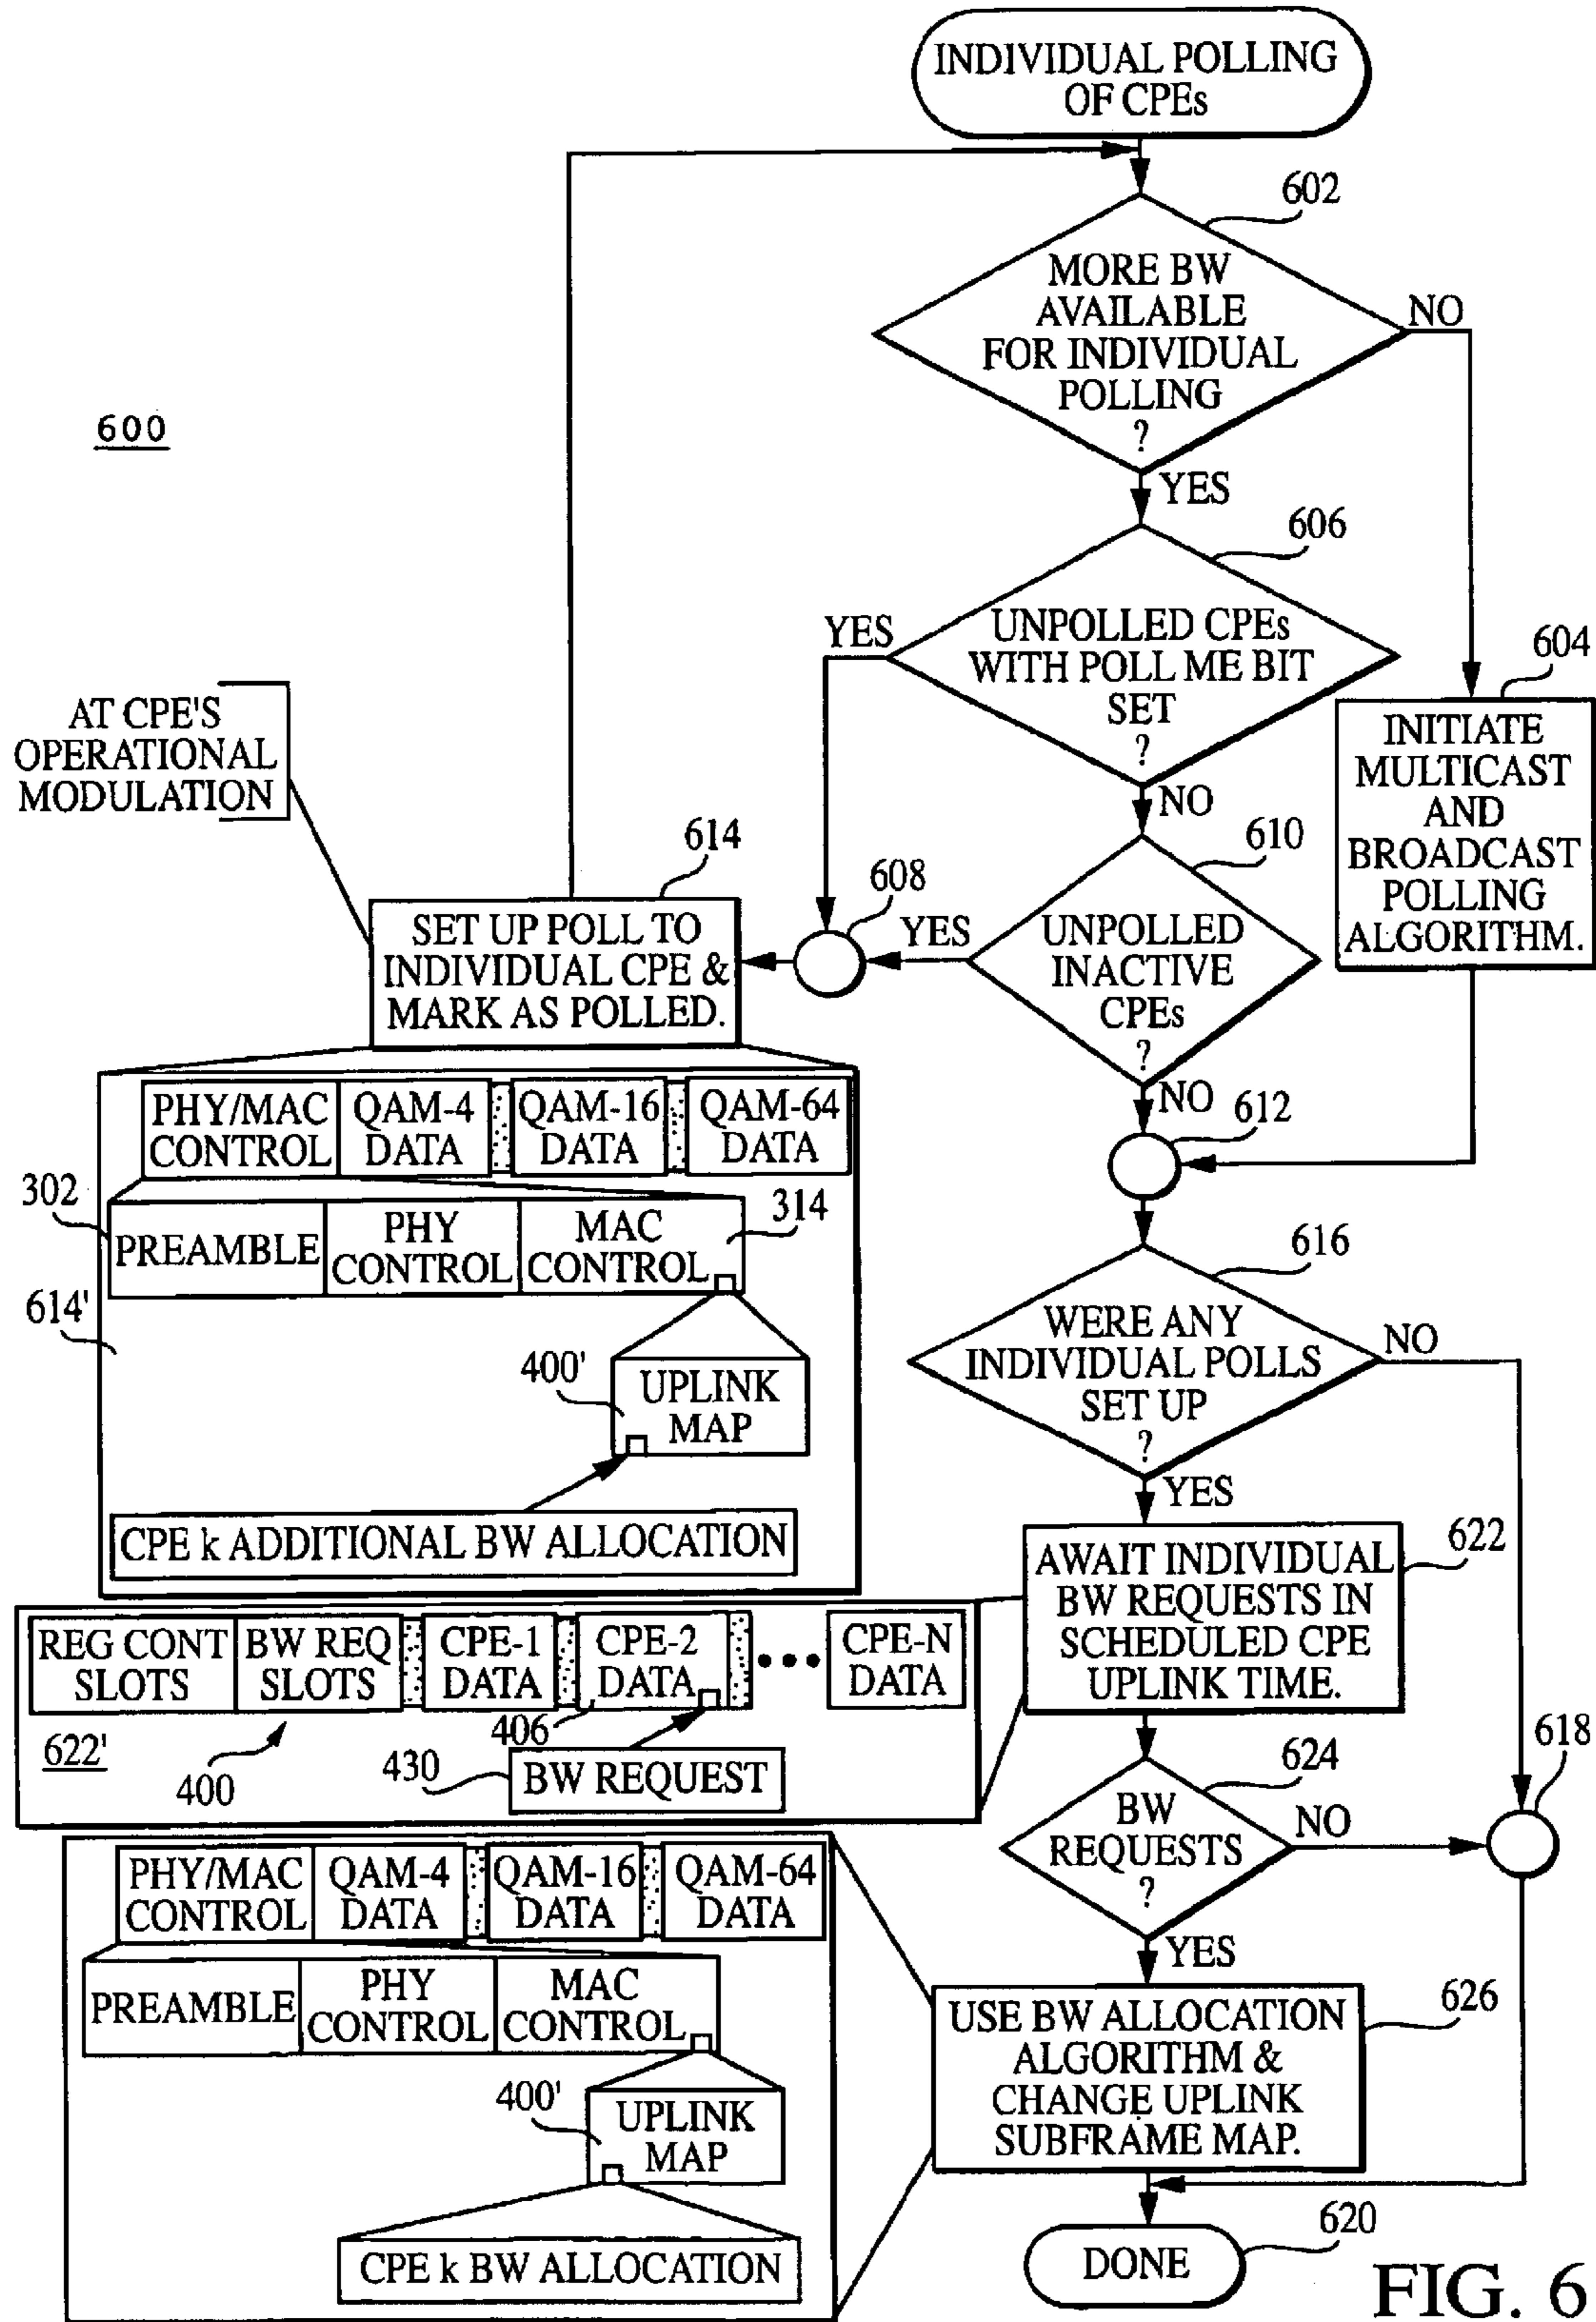 INDIVIDUAL POLLING
OF CPEs
602
MORE BW
AVAILABLE
FOR INDIVIDUAL
POLLING
?
NO
YES
600
606
UNPOLLED CPEs
WITH POLL ME BIT
SET
?
YES
NO
604
INITIATE
MULTICAST
AND
BROADCAST
POLLING
ALGORITHM.
AT CPE'S
OPERATIONAL
MODULATION
614
SET UP POLL TO
INDIVIDUAL CPE &
MARK AS POLLED.
608
YES
610
UNPOLLED
INACTIVE
CPEs
?
NO
612
PHY/MAC
CONTROL
QAM-4
DATA
QAM-16
DATA
QAM-64
DATA
302
PREAMBLE
PHY
CONTROL
MAC
CONTROL
314
614'
400'
UPLINK
MAP
CPE k ADDITIONAL BW ALLOCATION
616
WERE ANY
INDIVIDUAL POLLS
SET UP
?
NO
YES
622
AWAIT INDIVIDUAL
BW REQUESTS IN
SCHEDULED CPE
UPLINK TIME.
REG CONT
SLOTS
BW REQ
SLOTS
CPE-1
DATA
CPE-2
DATA
CPE-N
DATA
622'
400
406
430
BW REQUEST
624
BW
REQUESTS
?
NO
618
YES
PHY/MAC
CONTROL
QAM-4
DATA
QAM-16
DATA
QAM-64
DATA
PREAMBLE
PHY
CONTROL
MAC
CONTROL
400'
UPLINK
MAP
CPE k BW ALLOCATION
626
USE BW ALLOCATION
ALGORITHM &
CHANGE UPLINK
SUBFRAME MAP.
620
DONE
FIG. 6